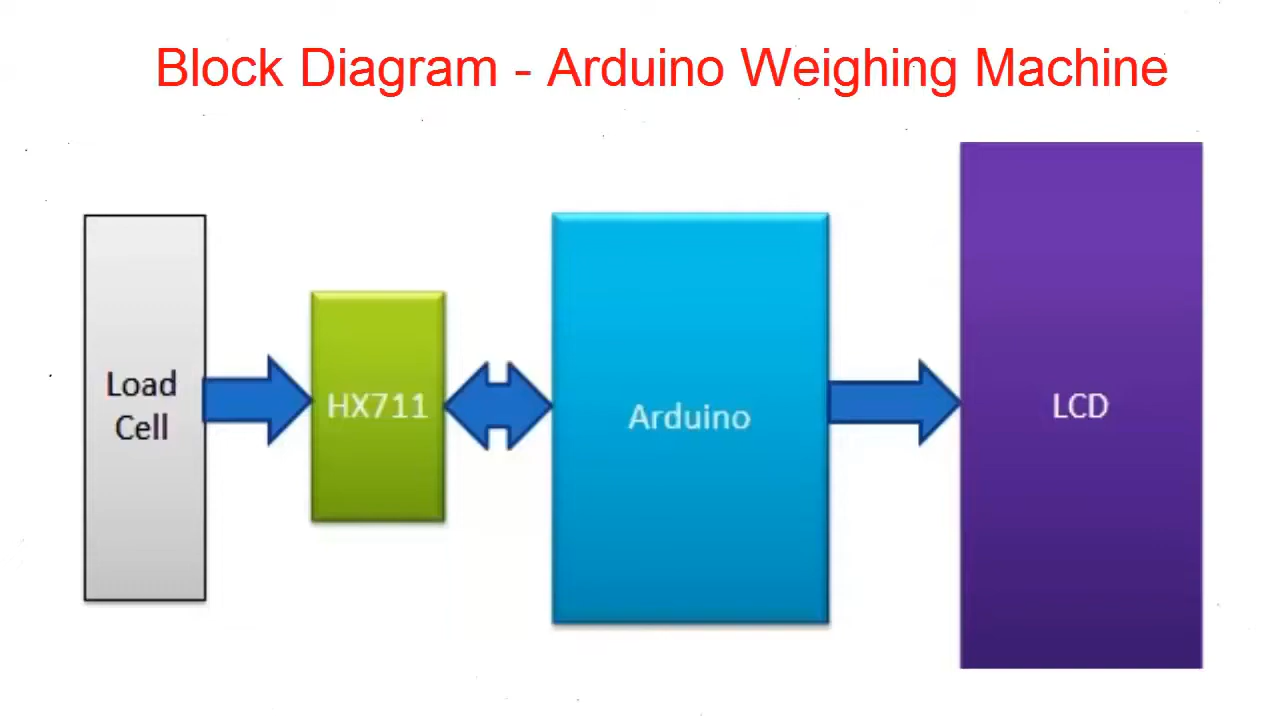 Block Diagram - Arduino Weighing Machine
Load
Cell
HX711
Arduino
LCD